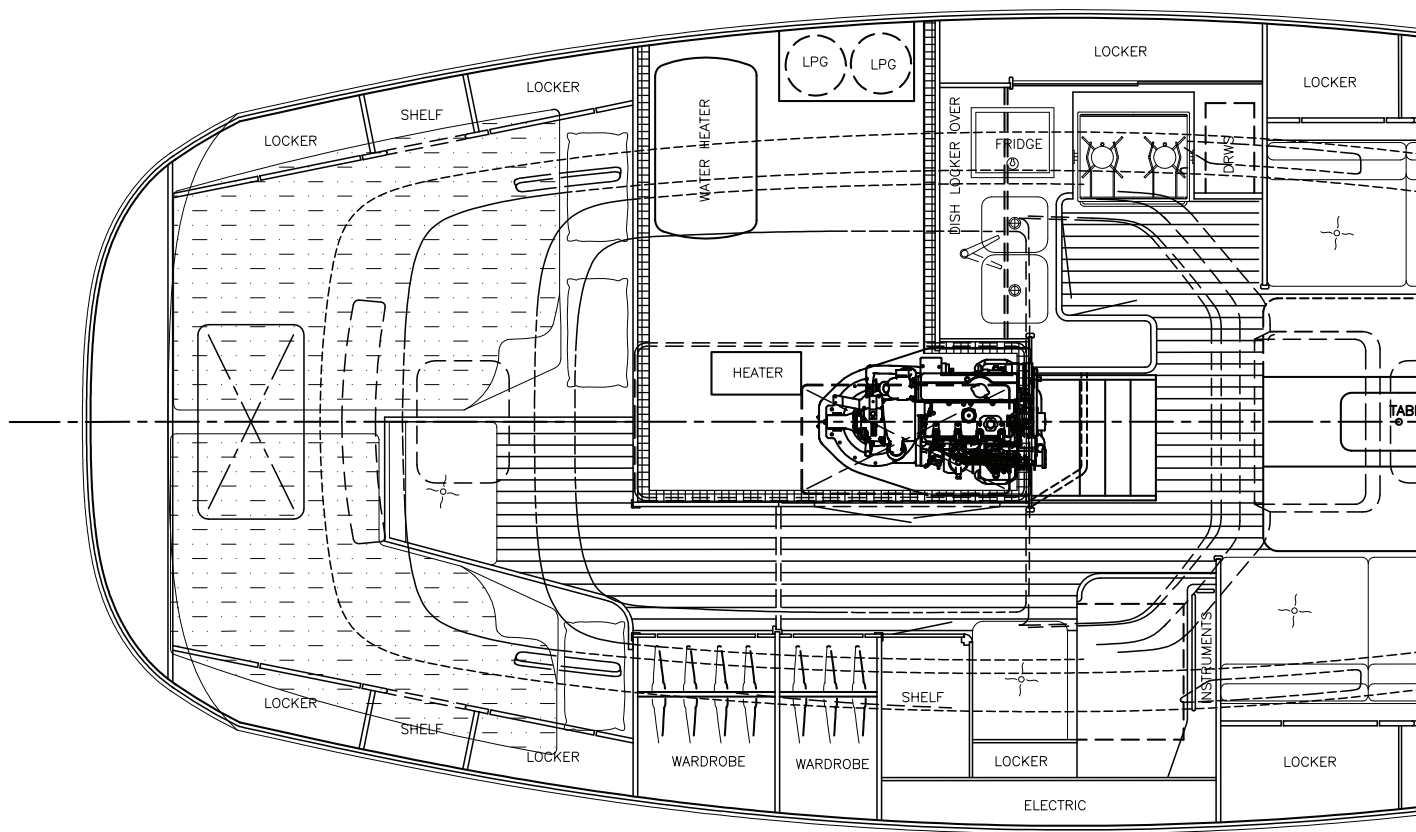 LPG
LPG
LOCKER
LOCKER
LOCKER
SHELF
LOCKER
WATER HEATER
DISH LOCKER OVER
FRIDGE
DRWS
HEATER
TAB
INSTRUMENTS
LOCKER
SHELF
LOCKER
WARDROBE
WARDROBE
SHELF
LOCKER
LOCKER
ELECTRIC